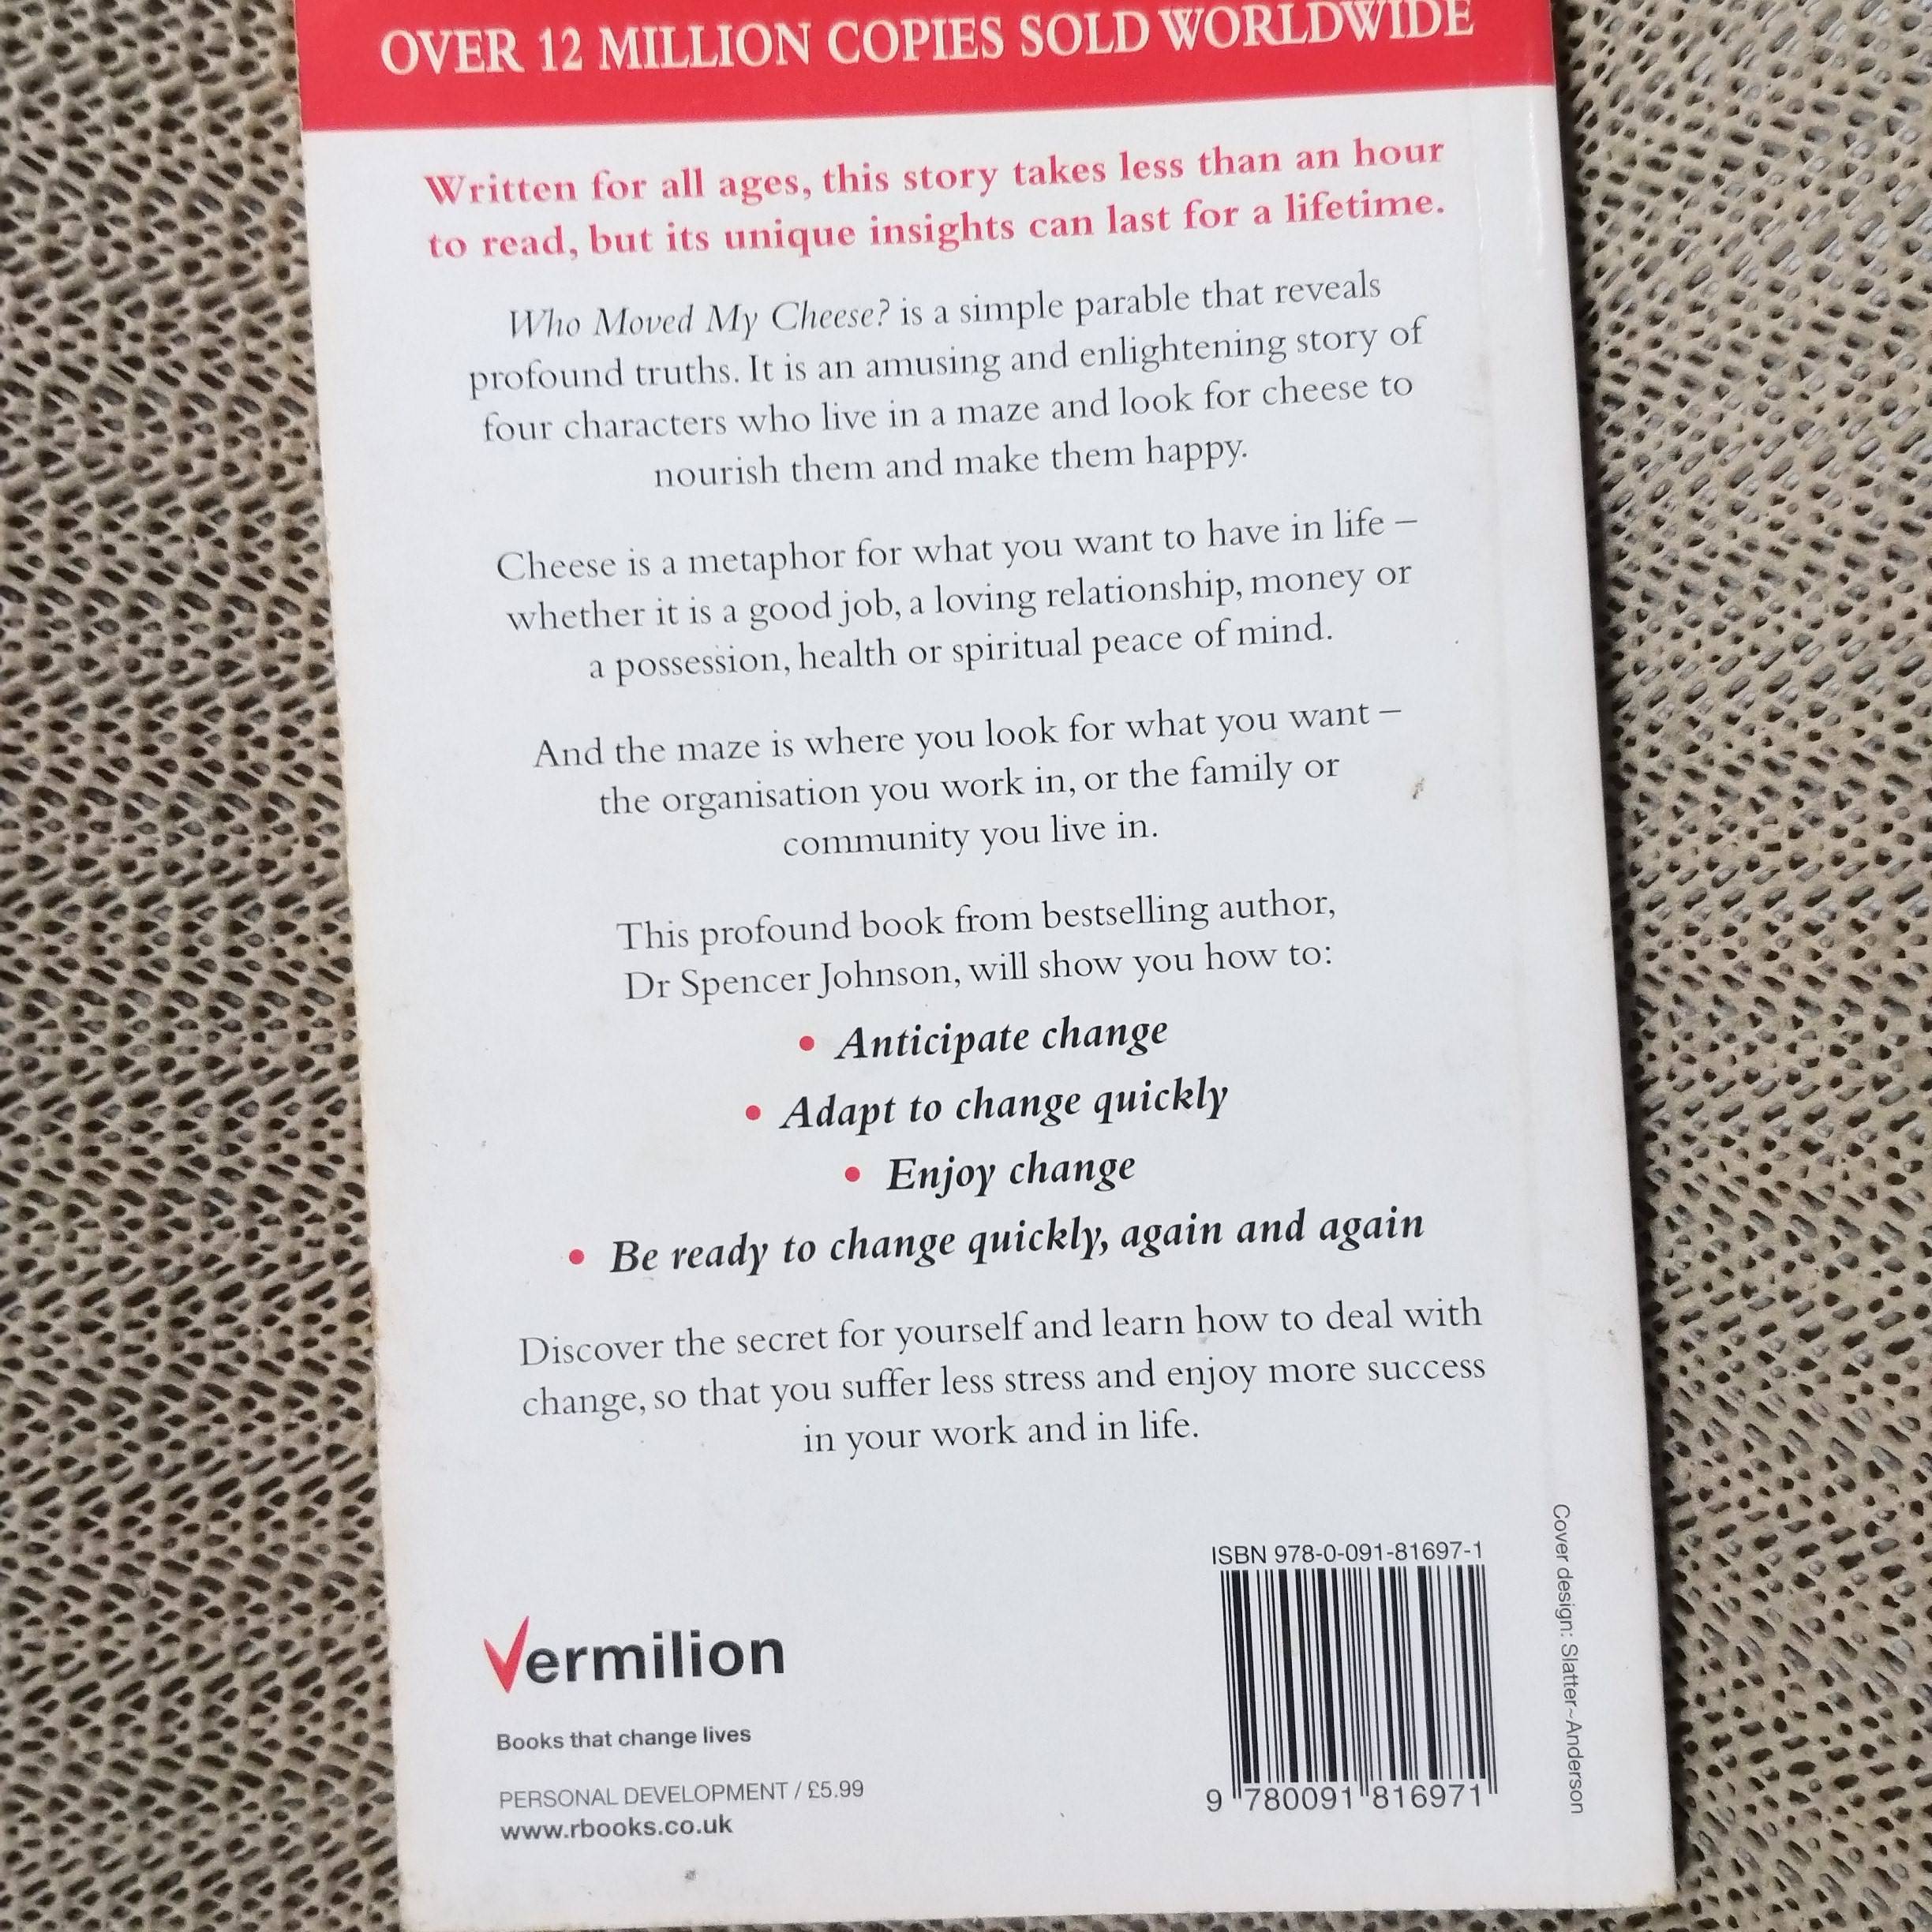 OVER 12 MILLION COPIES SOLD WORLDWIDE
Written for all ages, this story takes less than an hour
to read, but its unique insights can last for a lifetime.
Who Moved My Cheese? is a simple parable that reveals
profound truths. It is an amusing and enlightening story of
four characters who live in a maze and look for cheese to
nourish them and make them happy.
Cheese is a metaphor for what you want to have in life –
whether it is a good job, a loving relationship, money or
a possession, health or spiritual peace of mind.
And the maze is where you look for what you want –
the organisation you work in, or the family or
community you live in.
This profound book from bestselling author,
Dr Spencer Johnson, will show you how to:
• Anticipate change
• Adapt to change quickly
• Enjoy change
• Be ready to change quickly, again and again
Discover the secret for yourself and learn how to deal with
change, so that you suffer less stress and enjoy more success
in your work and in life.
Vermilion
Books that change lives
PERSONAL DEVELOPMENT / £5.99
www.rbooks.co.uk
ISBN 978-0-091-81697-1
9 780091 816971
Cover design: Slatter~Anderson